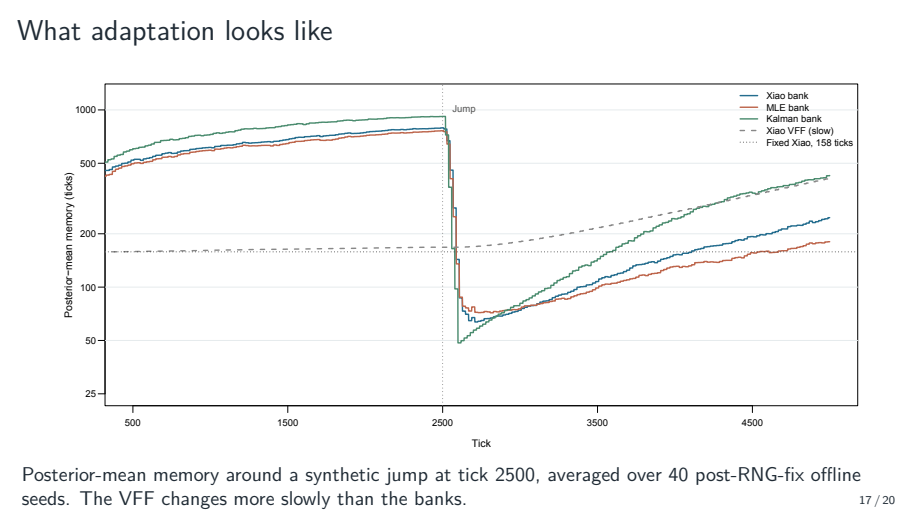 What adaptation looks like
Jump
Xiao bank
MLE bank
Kalman bank
Xiao VFF (slow)
Fixed Xiao, 158 ticks
Posterior−mean memory (ticks)
1000
500
200
100
50
25
500
1500
2500
3500
4500
Tick
Posterior-mean memory around a synthetic jump at tick 2500, averaged over 40 post-RNG-fix offline
seeds. The VFF changes more slowly than the banks.
17 / 20